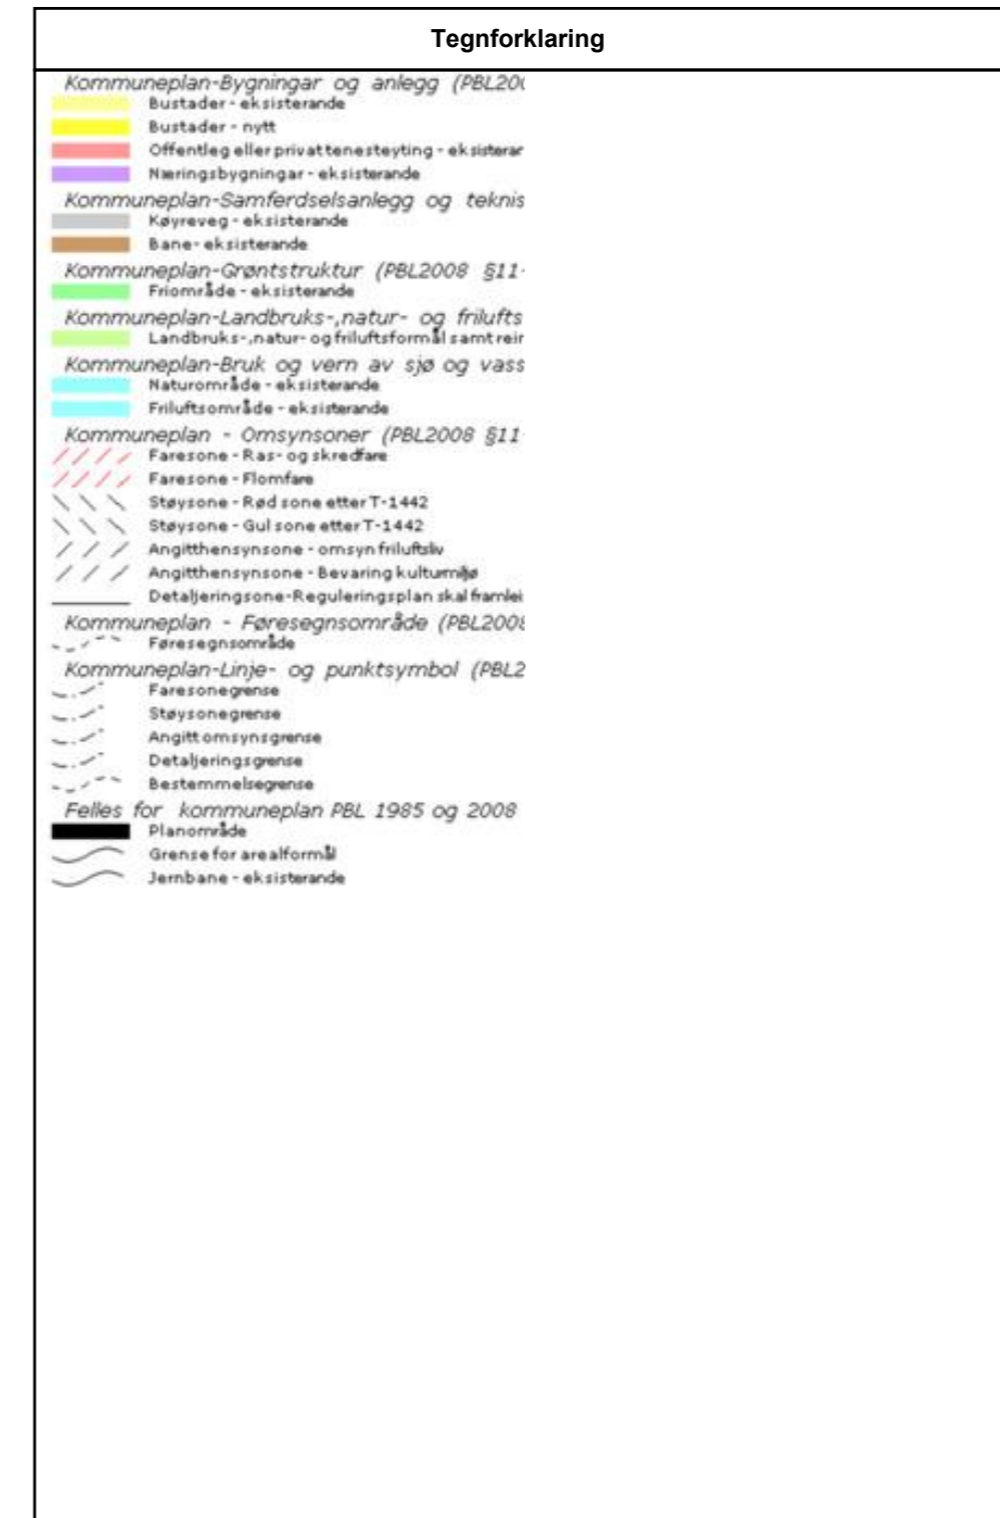 Tegnforklaring
Kommuneplan-Bygningar og anlegg (PBL200
Bustader - eksisterande
Bustader - nytt
Offentleg eller privat tenesteyting - eksisterar
Næringsbygningar - eksisterande
Kommuneplan-Samferdselsanlegg og teknis
Køyreveg - eksisterande
Bane - eksisterande
Kommuneplan-Grøntstruktur (PBL2008 §11-
Friområde - eksisterande
Kommuneplan-Landbruks-,natur- og frilufts
Landbruks-,natur- og friluftsformål samt reir
Kommuneplan-Bruk og vern av sjø og vass
Naturområde - eksisterande
Friluftsområde - eksisterande
Kommuneplan - Omsynsoner (PBL2008 §11-
Faresone - Ras- og skredfare
Faresone - Flomfare
Støysone - Rød sone etter T-1442
Støysone - Gul sone etter T-1442
Angitthensynsone - omsyn friluftsliv
Angitthensynsone - Bevaring kulturmiljø
Detaljeringsone-Reguleringsplan skal framlei
Kommuneplan - Føresegnsområde (PBL2008
Føresegnsområde
Kommuneplan-Linje- og punktsymbol (PBL2
Faresonegrense
Støysonegrense
Angitt omsynsgrense
Detaljeringsgrense
Bestemmelsegrense
Felles for kommuneplan PBL 1985 og 2008
Planområde
Grense for arealformål
Jernbane - eksisterande